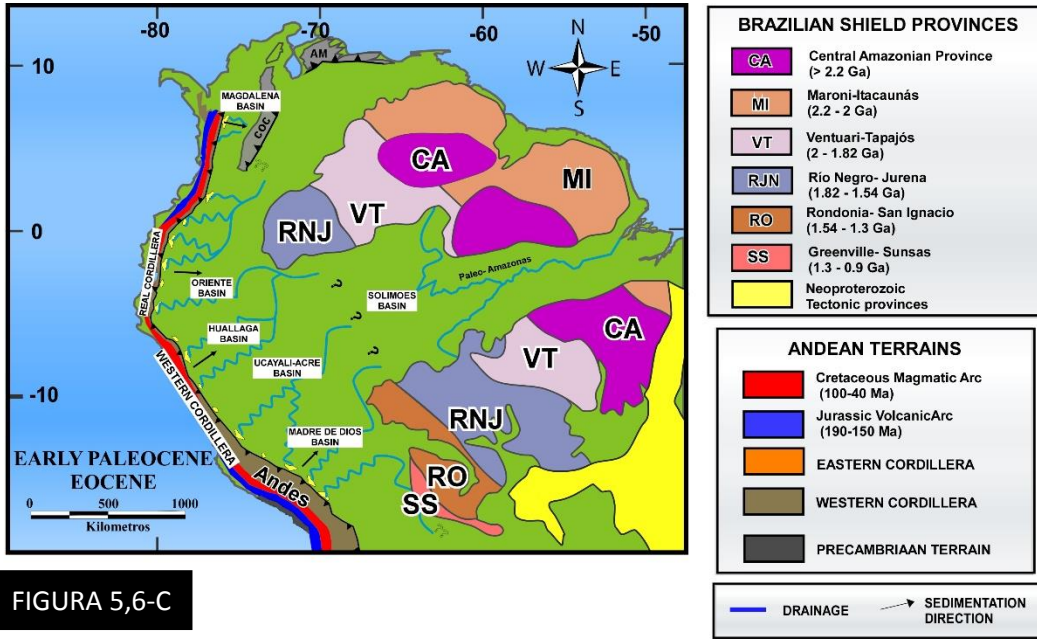 -80
-70
-60
-50
N
W
E
S
10
0
-10
AM
COC
MAGDALENA
BASIN
CA
MI
VT
RNJ
REAL CORDILLERA
Paleo-Amazonas
ORIENTE
BASIN
?
SOLIMOES
BASIN
?
HUALLAGA
BASIN
WESTERN CORDILLERA
UCAYALI-ACRE
BASIN
?
CA
VT
RNJ
MADRE DE DIOS
BASIN
Andes
RO
SS
EARLY PALEOCENE
EOCENE
0 500 1000
Kilometros
FIGURA 5,6-C
BRAZILIAN SHIELD PROVINCES
CA
Central Amazonian Province
(> 2.2 Ga)
MI
Maroni-Itacaunás
(2.2 - 2 Ga)
VT
Ventuari-Tapajós
(2 - 1.82 Ga)
RJN
Río Negro- Jurena
(1.82 - 1.54 Ga)
RO
Rondonia- San Ignacio
(1.54 - 1.3 Ga)
SS
Greenville- Sunsas
(1.3 - 0.9 Ga)
Neoproterozoic
Tectonic provinces
ANDEAN TERRAINS
Cretaceous Magmatic Arc
(100-40 Ma)
Jurassic VolcanicArc
(190-150 Ma)
EASTERN CORDILLERA
WESTERN CORDILLERA
PRECAMBRIAAN TERRAIN
DRAINAGE
SEDIMENTATION
DIRECTION